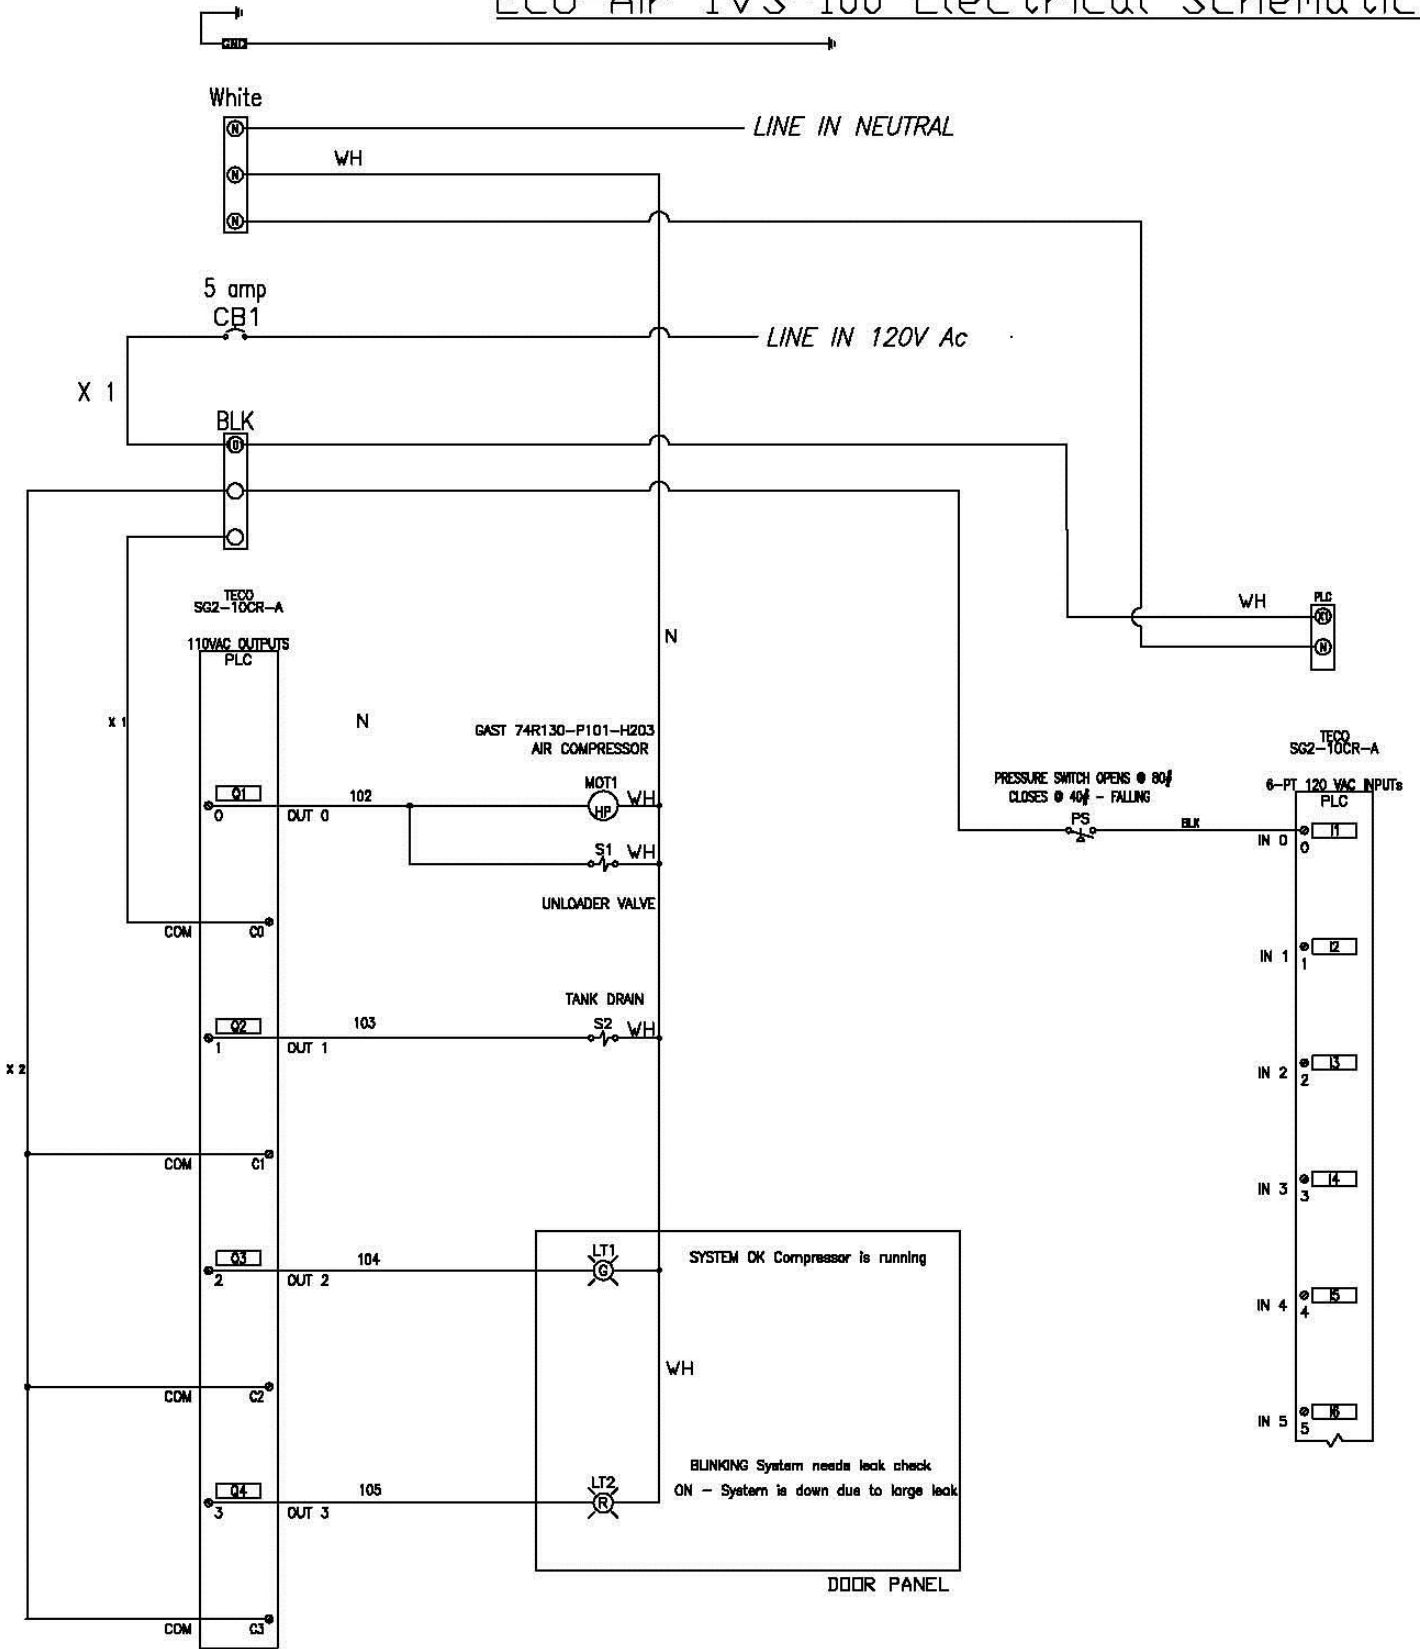 ECO Air TVS 100 Electrical Schematic
GND
White
N
LINE IN NEUTRAL
WH
N
N
5 amp
CB1
LINE IN 120V Ac
X 1
BLK
TECO
SG2-10CR-A
110VAC OUTPUTS
PLC
WH
PLC
X1
N
N
X 1
N
GAST 74R130-P101-H203
AIR COMPRESSOR
TECO
SG2-10CR-A
6-PT 120 VAC INPUTs
PLC
PRESSURE SWITCH OPENS @ 80#
CLOSES @ 40# - FALLING
PS
BLK
IN 0
I1
0
Q1
0
OUT 0
102
MOT1
HP
WH
S1
WH
UNLOADER VALVE
COM
C0
IN 1
I2
1
TANK DRAIN
Q2
1
OUT 1
103
S2
WH
X 2
IN 2
I3
2
COM
C1
IN 3
I4
3
Q3
2
OUT 2
104
LT1
G
SYSTEM OK Compressor is running
IN 4
I5
4
WH
COM
C2
IN 5
I6
5
BLINKING System needs leak check
ON - System is down due to large leak
Q4
3
OUT 3
105
LT2
R
DOOR PANEL
COM
C3